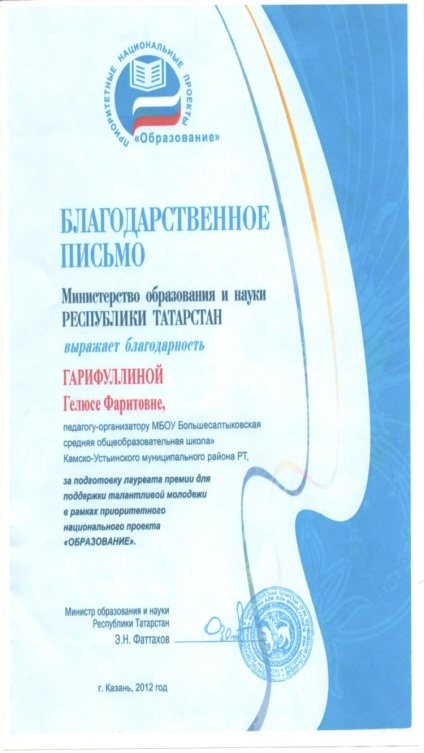 ПРИОРИТЕТНЫЕ НАЦИОНАЛЬНЫЕ ПРОЕКТЫ
«Образование»
БЛАГОДАРСТВЕННОЕ
ПИСЬМО
Министерство образования и науки
РЕСПУБЛИКИ ТАТАРСТАН
выражает благодарность
ГАРИФУЛЛИНОЙ
Гелюсе Фаритовне,
педагогу-организатору МБОУ Большесалтыковская
средняя общеобразовательная школа»
Камско-Устьинского муниципального района РТ,
за подготовку лауреата премии для
поддержки талантливой молодежи
в рамках приоритетного
национального проекта
«ОБРАЗОВАНИЕ».
Министр образования и науки
Республики Татарстан
Э.Н. Фаттахов
г. Казань, 2012 год